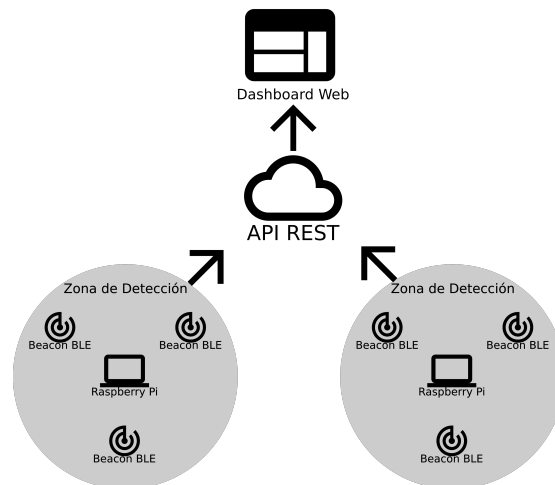 Dashboard Web
API REST
Zona de Detección
Beacon BLE
Beacon BLE
Raspberry Pi
Beacon BLE
Zona de Detección
Beacon BLE
Beacon BLE
Raspberry Pi
Beacon BLE